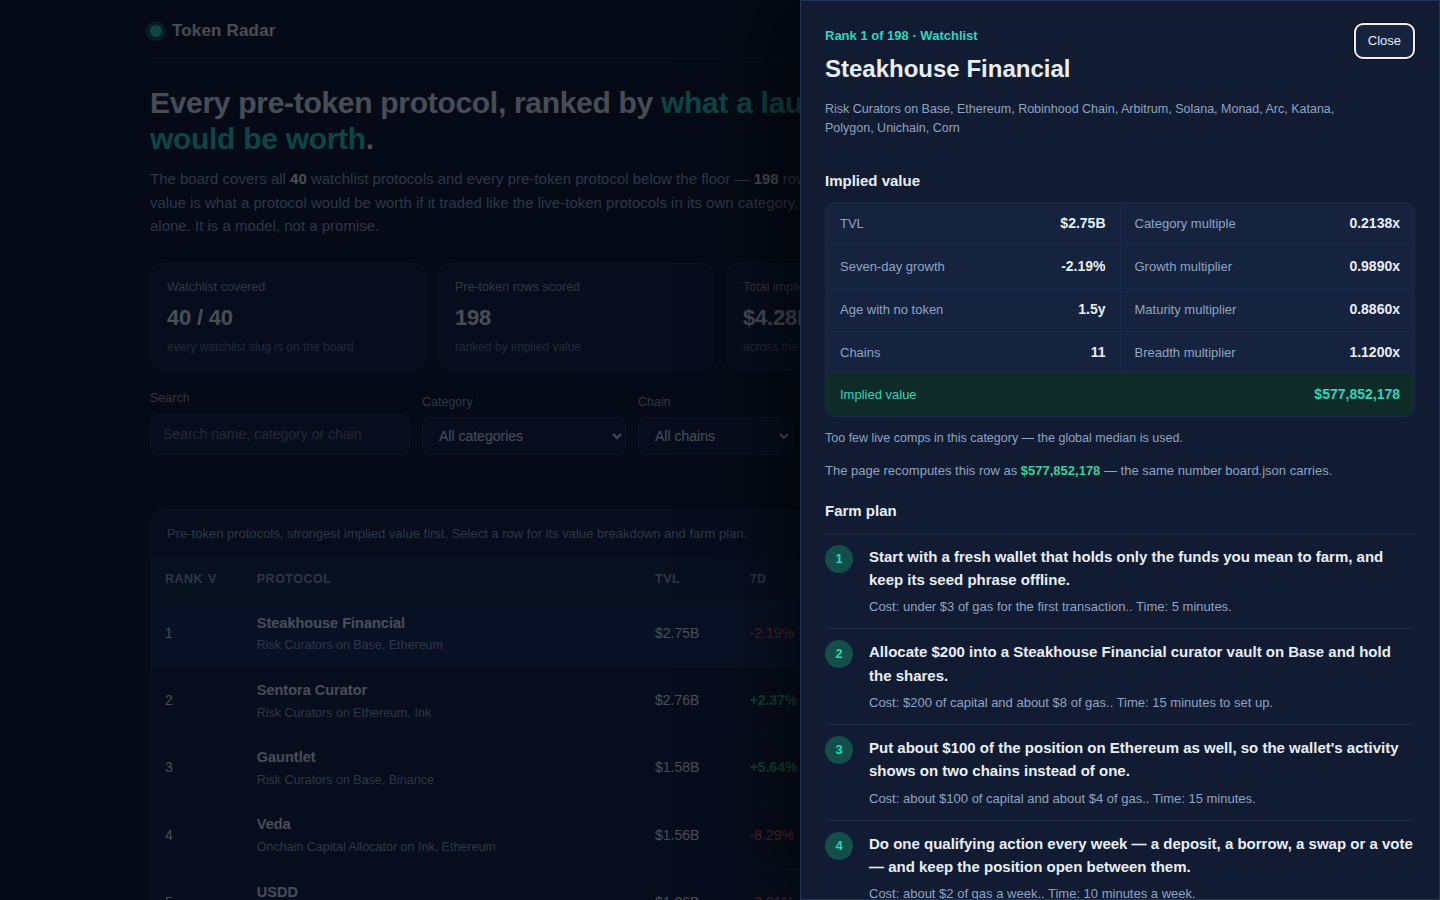 Token Radar
Every pre-token protocol, ranked by what a lau
would be worth.
The board covers all 40 watchlist protocols and every pre-token protocol below the floor — 198 rov
value is what a protocol would be worth if it traded like the live-token protocols in its own category,
alone. It is a model, not a promise.
Watchlist covered
40 / 40
every watchlist slug is on the board
Pre-token rows scored
198
ranked by implied value
Total implie
$4.28
across the
Search
Search name, category or chain
Category
All categories
Chain
All chains
Pre-token protocols, strongest implied value first. Select a row for its value breakdown and farm plan.
RANK V PROTOCOL TVL 7D
1 Steakhouse Financial $2.75B -2.19%
Risk Curators on Base, Ethereum
2 Sentora Curator $2.76B +2.37%
Risk Curators on Ethereum, Ink
3 Gauntlet $1.58B +5.64%
Risk Curators on Base, Binance
4 Veda $1.56B -8.29%
Onchain Capital Allocator on Ink, Ethereum
USDD
Rank 1 of 198 · Watchlist
Close
Steakhouse Financial
Risk Curators on Base, Ethereum, Robinhood Chain, Arbitrum, Solana, Monad, Arc, Katana,
Polygon, Unichain, Corn
Implied value
TVL $2.75B Category multiple 0.2138x
Seven-day growth -2.19% Growth multiplier 0.9890x
Age with no token 1.5y Maturity multiplier 0.8860x
Chains 11 Breadth multiplier 1.1200x
Implied value $577,852,178
Too few live comps in this category — the global median is used.
The page recomputes this row as $577,852,178 — the same number board.json carries.
Farm plan
1 Start with a fresh wallet that holds only the funds you mean to farm, and
keep its seed phrase offline.
Cost: under $3 of gas for the first transaction.. Time: 5 minutes.
2 Allocate $200 into a Steakhouse Financial curator vault on Base and hold
the shares.
Cost: $200 of capital and about $8 of gas.. Time: 15 minutes to set up.
3 Put about $100 of the position on Ethereum as well, so the wallet's activity
shows on two chains instead of one.
Cost: about $100 of capital and about $4 of gas.. Time: 15 minutes.
4 Do one qualifying action every week — a deposit, a borrow, a swap or a vote
— and keep the position open between them.
Cost: about $2 of gas a week.. Time: 10 minutes a week.